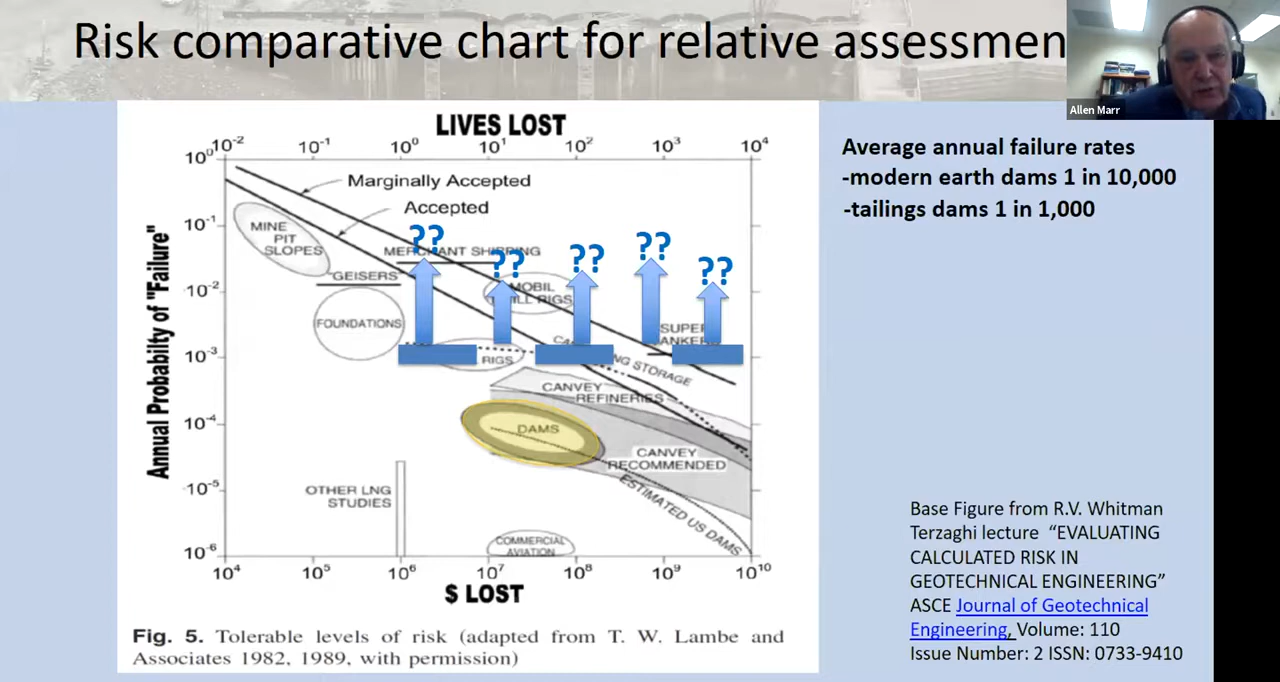 Risk comparative chart for relative assessmen
Allen Marr
LIVES LOST
10-2 10-1 100 101 102 103 104
100
10-1
10-2
10-3
10-4
10-5
10-6
Annual Probabilty of "Failure"
Marginally Accepted
Accepted
MINE
PIT
SLOPES
??
MERCHANT SHIPPING
??
??
??
??
GEISERS
MOBIL
DRILL RIGS
FOUNDATIONS
SUPER
TANKERS
RIGS
NG STORAGE
CANVEY
REFINERIES
DAMS
CANVEY
RECOMMENDED
OTHER LNG
STUDIES
ESTIMATED US DAMS
COMMERCIAL
AVIATION
104 105 106 107 108 109 1010
$ LOST
Fig. 5. Tolerable levels of risk (adapted from T. W. Lambe and
Associates 1982, 1989, with permission)
Average annual failure rates
-modern earth dams 1 in 10,000
-tailings dams 1 in 1,000
Base Figure from R.V. Whitman
Terzaghi lecture “EVALUATING
CALCULATED RISK IN
GEOTECHNICAL ENGINEERING”
ASCE Journal of Geotechnical
Engineering, Volume: 110
Issue Number: 2 ISSN: 0733-9410